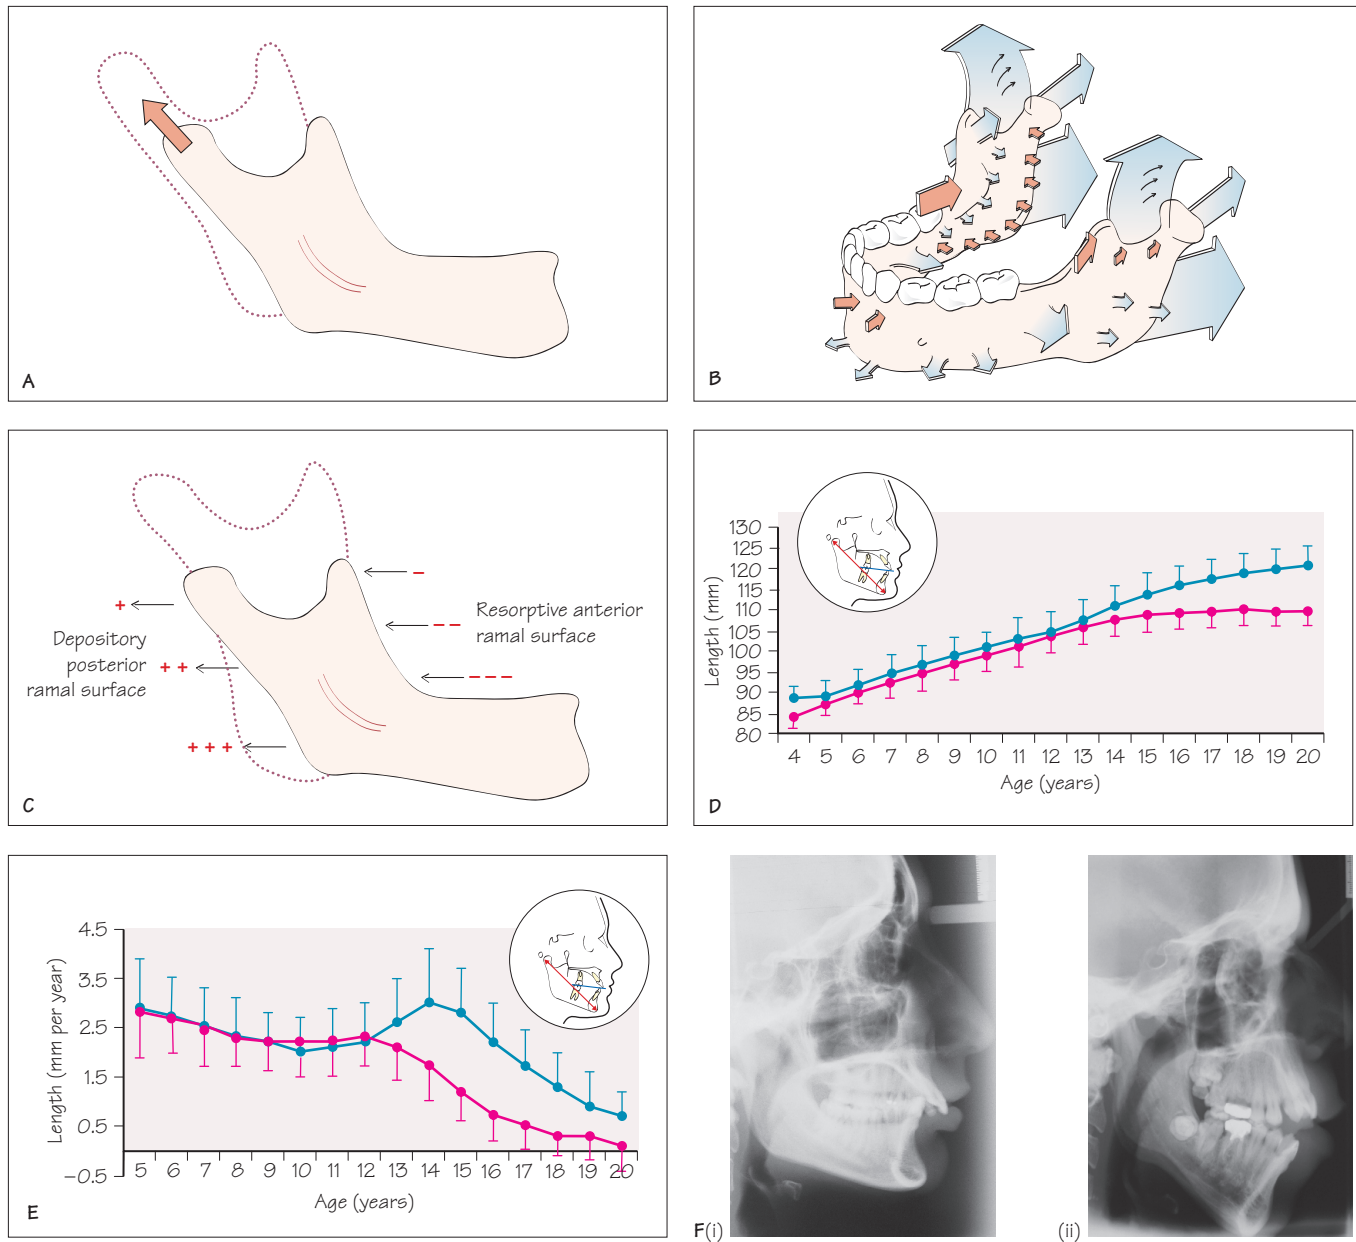 A
B
Depository
posterior
ramal surface
+
+ +
+ + +
−
− −
− − −
Resorptive anterior
ramal surface
C
Length (mm)
130
125
120
115
110
105
100
95
90
85
80
4 5 6 7 8 9 10 11 12 13 14 15 16 17 18 19 20
Age (years)
D
Length (mm per year)
4.5
3.5
2.5
1.5
0.5
−0.5
5 6 7 8 9 10 11 12 13 14 15 16 17 18 19 20
Age (years)
E
F(i)
(ii)